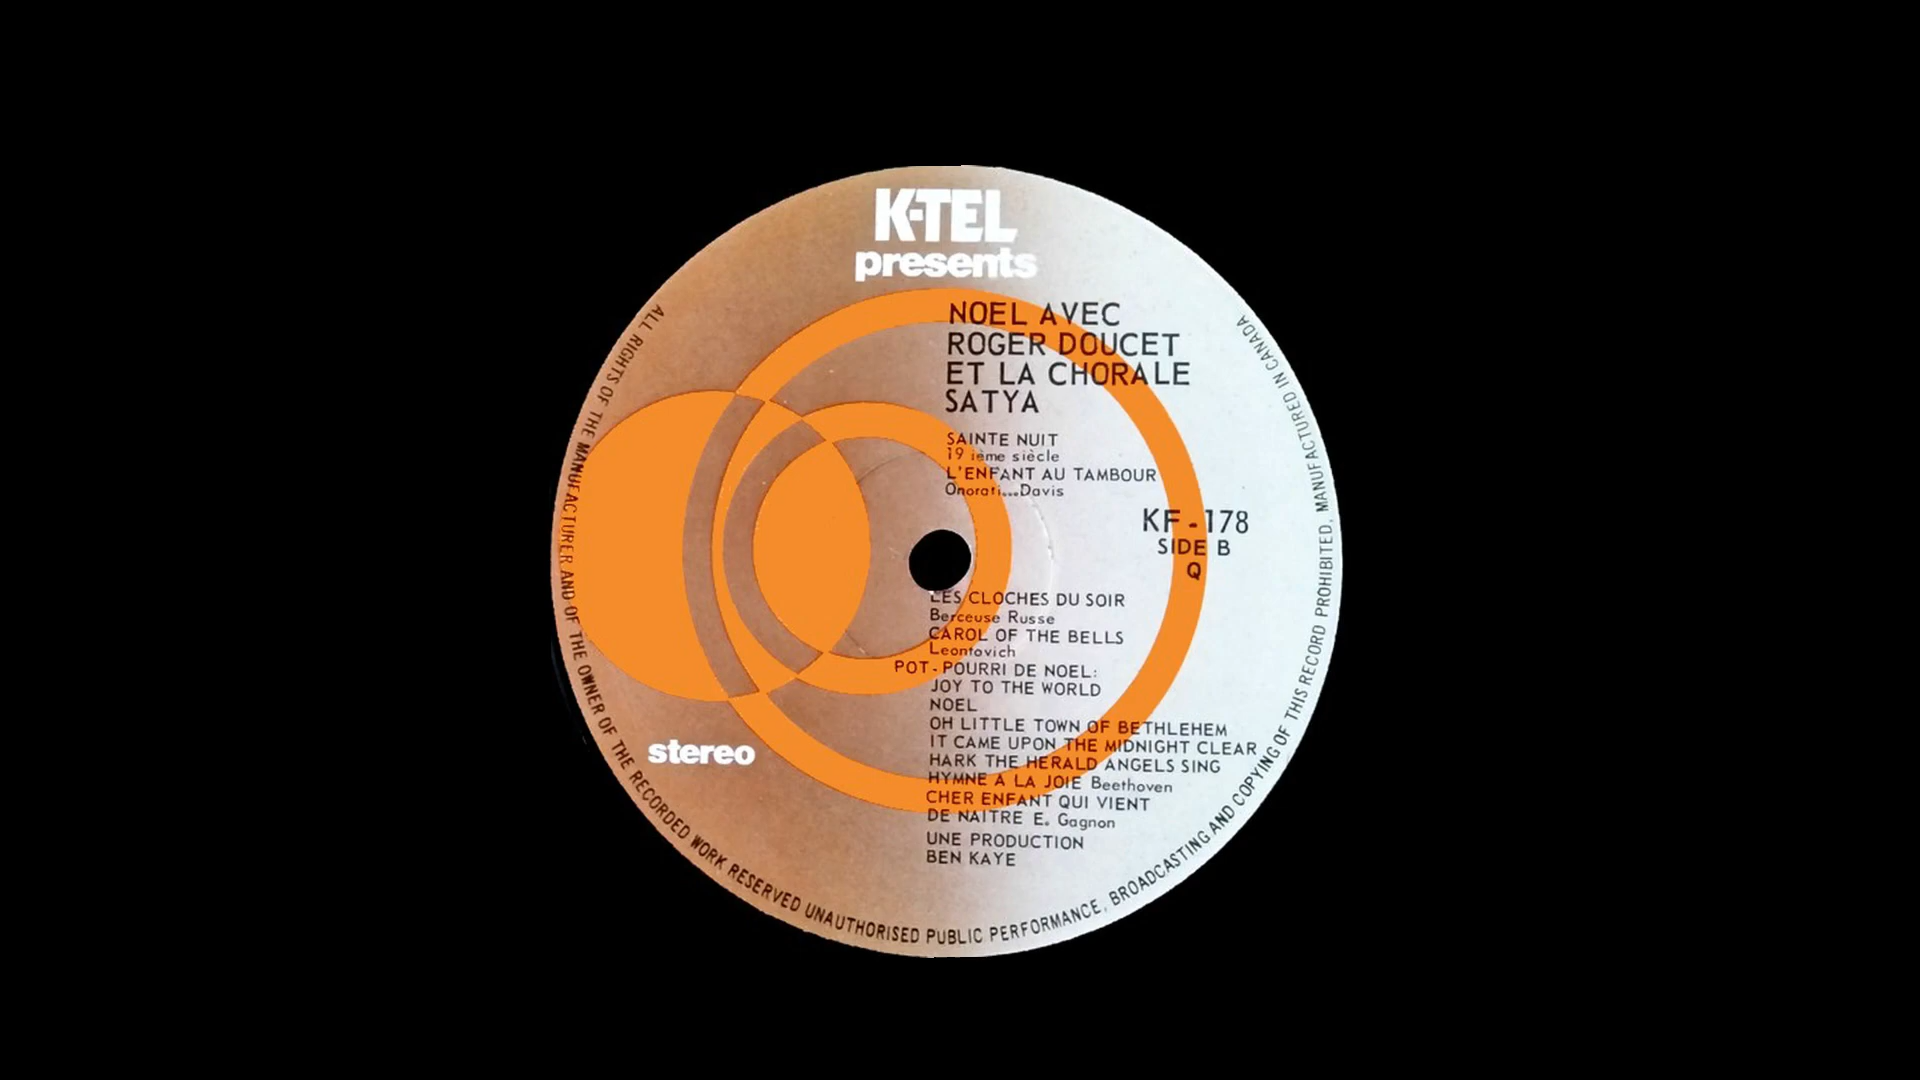 K-TEL
presents
NOEL AVEC
ROGER DOUCET
ET LA CHORALE
SATYA
SAINTE NUIT
19 ième siècle
L'ENFANT AU TAMBOUR
Onorati...Davis
KF-178
SIDE B
Q
LES CLOCHES DU SOIR
Berceuse Russe
CAROL OF THE BELLS
Leontovich
POT-POURRI DE NOEL:
JOY TO THE WORLD
NOEL
OH LITTLE TOWN OF BETHLEHEM
IT CAME UPON THE MIDNIGHT CLEAR
HARK THE HERALD ANGELS SING
HYMNE A LA JOIE Beethoven
CHER ENFANT QUI VIENT
DE NAITRE E. Gagnon
UNE PRODUCTION
BEN KAYE
stereo
ALL RIGHTS OF THE MANUFACTURER AND OF THE OWNER OF THE RECORDED WORK RESERVED UNAUTHORISED PUBLIC PERFORMANCE, BROADCASTING AND COPYING OF THIS RECORD PROHIBITED, MANUFACTURED IN CANADA